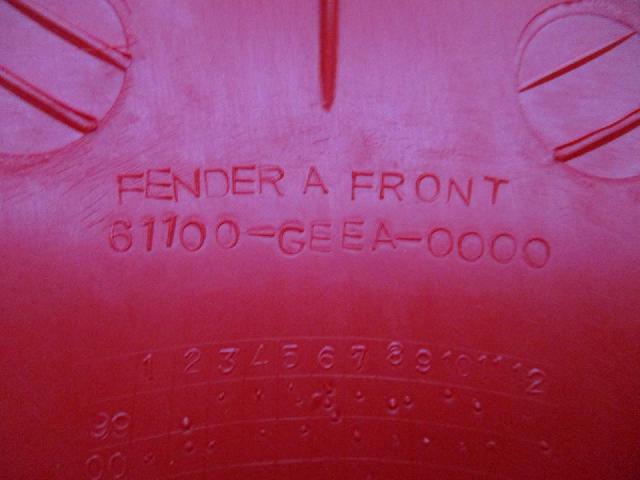 FENDER A FRONT
61100-GEEA-0000
1 2 3 4 5 6 7 8 9 10 11 12
99
00